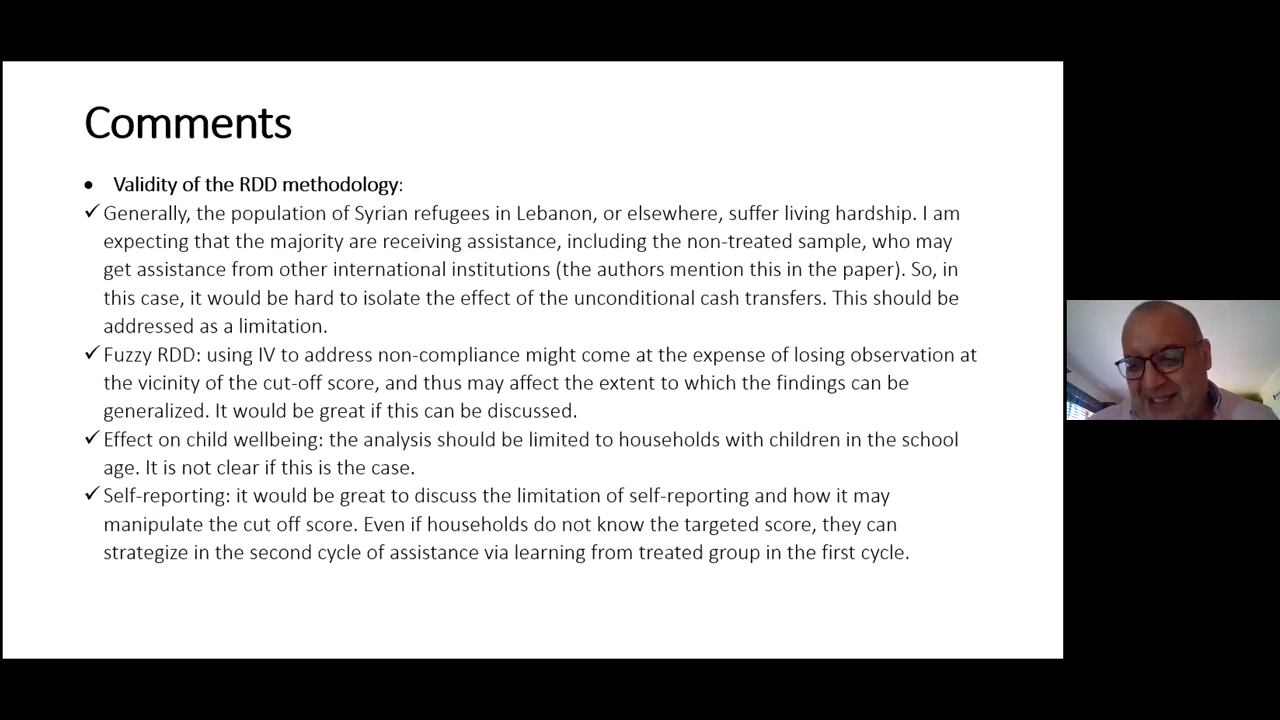 Comments
• Validity of the RDD methodology:
✓Generally, the population of Syrian refugees in Lebanon, or elsewhere, suffer living hardship. I am
expecting that the majority are receiving assistance, including the non-treated sample, who may
get assistance from other international institutions (the authors mention this in the paper). So, in
this case, it would be hard to isolate the effect of the unconditional cash transfers. This should be
addressed as a limitation.
✓Fuzzy RDD: using IV to address non-compliance might come at the expense of losing observation at
the vicinity of the cut-off score, and thus may affect the extent to which the findings can be
generalized. It would be great if this can be discussed.
✓Effect on child wellbeing: the analysis should be limited to households with children in the school
age. It is not clear if this is the case.
✓Self-reporting: it would be great to discuss the limitation of self-reporting and how it may
manipulate the cut off score. Even if households do not know the targeted score, they can
strategize in the second cycle of assistance via learning from treated group in the first cycle.